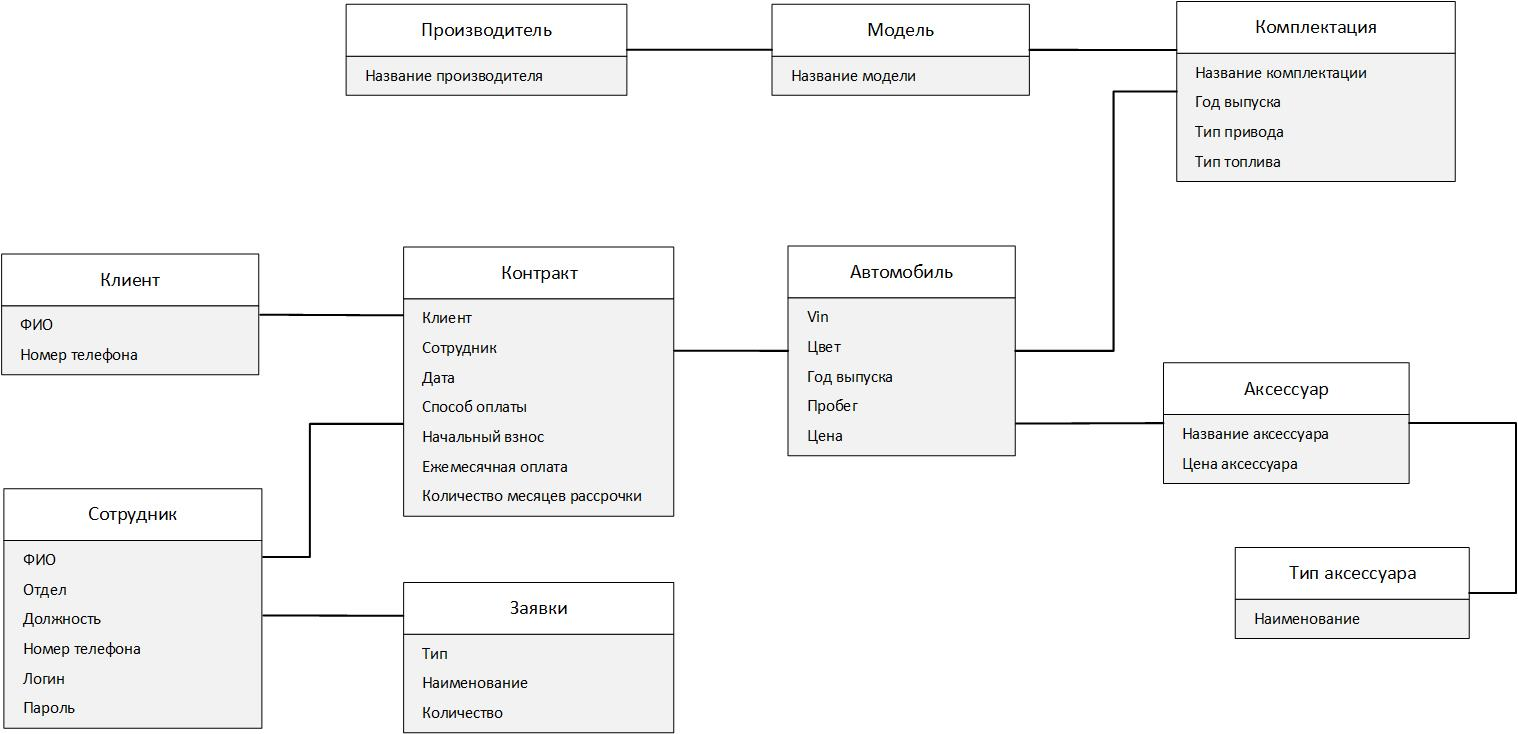 Производитель
Название производителя
Модель
Название модели
Комплектация
Название комплектации
Год выпуска
Тип привода
Тип топлива
Клиент
ФИО
Номер телефона
Контракт
Клиент
Сотрудник
Дата
Способ оплаты
Начальный взнос
Ежемесячная оплата
Количество месяцев рассрочки
Автомобиль
Vin
Цвет
Год выпуска
Пробег
Цена
Аксессуар
Название аксессуара
Цена аксессуара
Сотрудник
ФИО
Отдел
Должность
Номер телефона
Логин
Пароль
Заявки
Тип
Наименование
Количество
Тип аксессуара
Наименование